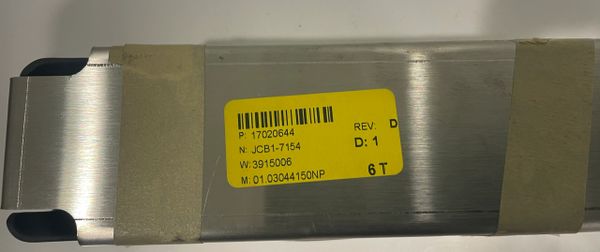 P: 17020644
REV: D
N: JCB1-7154
D: 1
W:3915006
M: 01.03044150NP
6 T